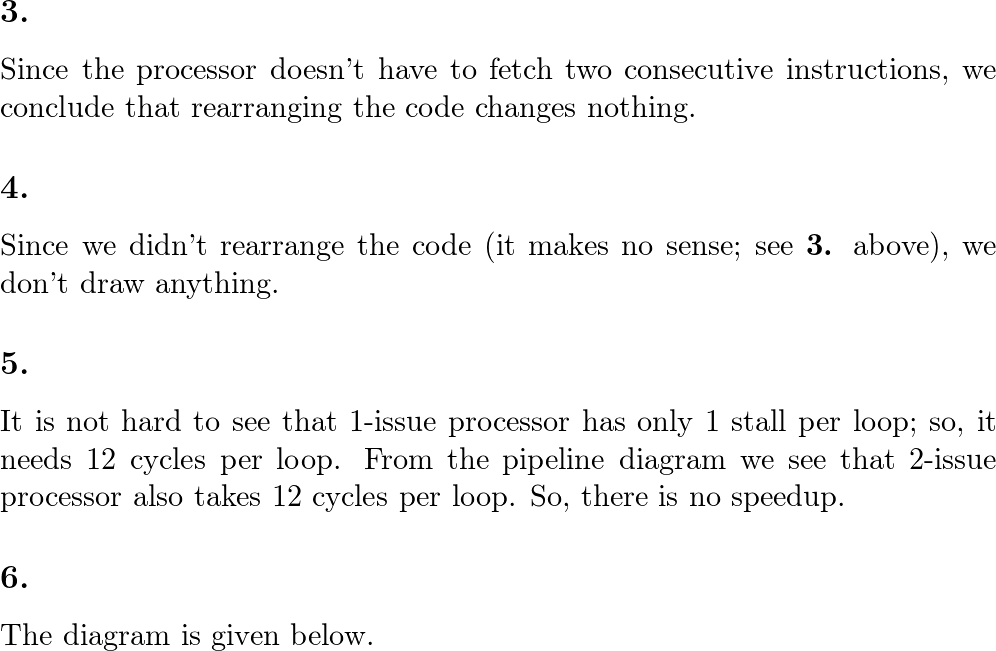 3.
Since the processor doesn't have to fetch two consecutive instructions, we
conclude that rearranging the code changes nothing.
4.
Since we didn't rearrange the code (it makes no sense; see 3. above), we
don't draw anything.
5.
It is not hard to see that 1-issue processor has only 1 stall per loop; so, it
needs 12 cycles per loop. From the pipeline diagram we see that 2-issue
processor also takes 12 cycles per loop. So, there is no speedup.
6.
The diagram is given below.